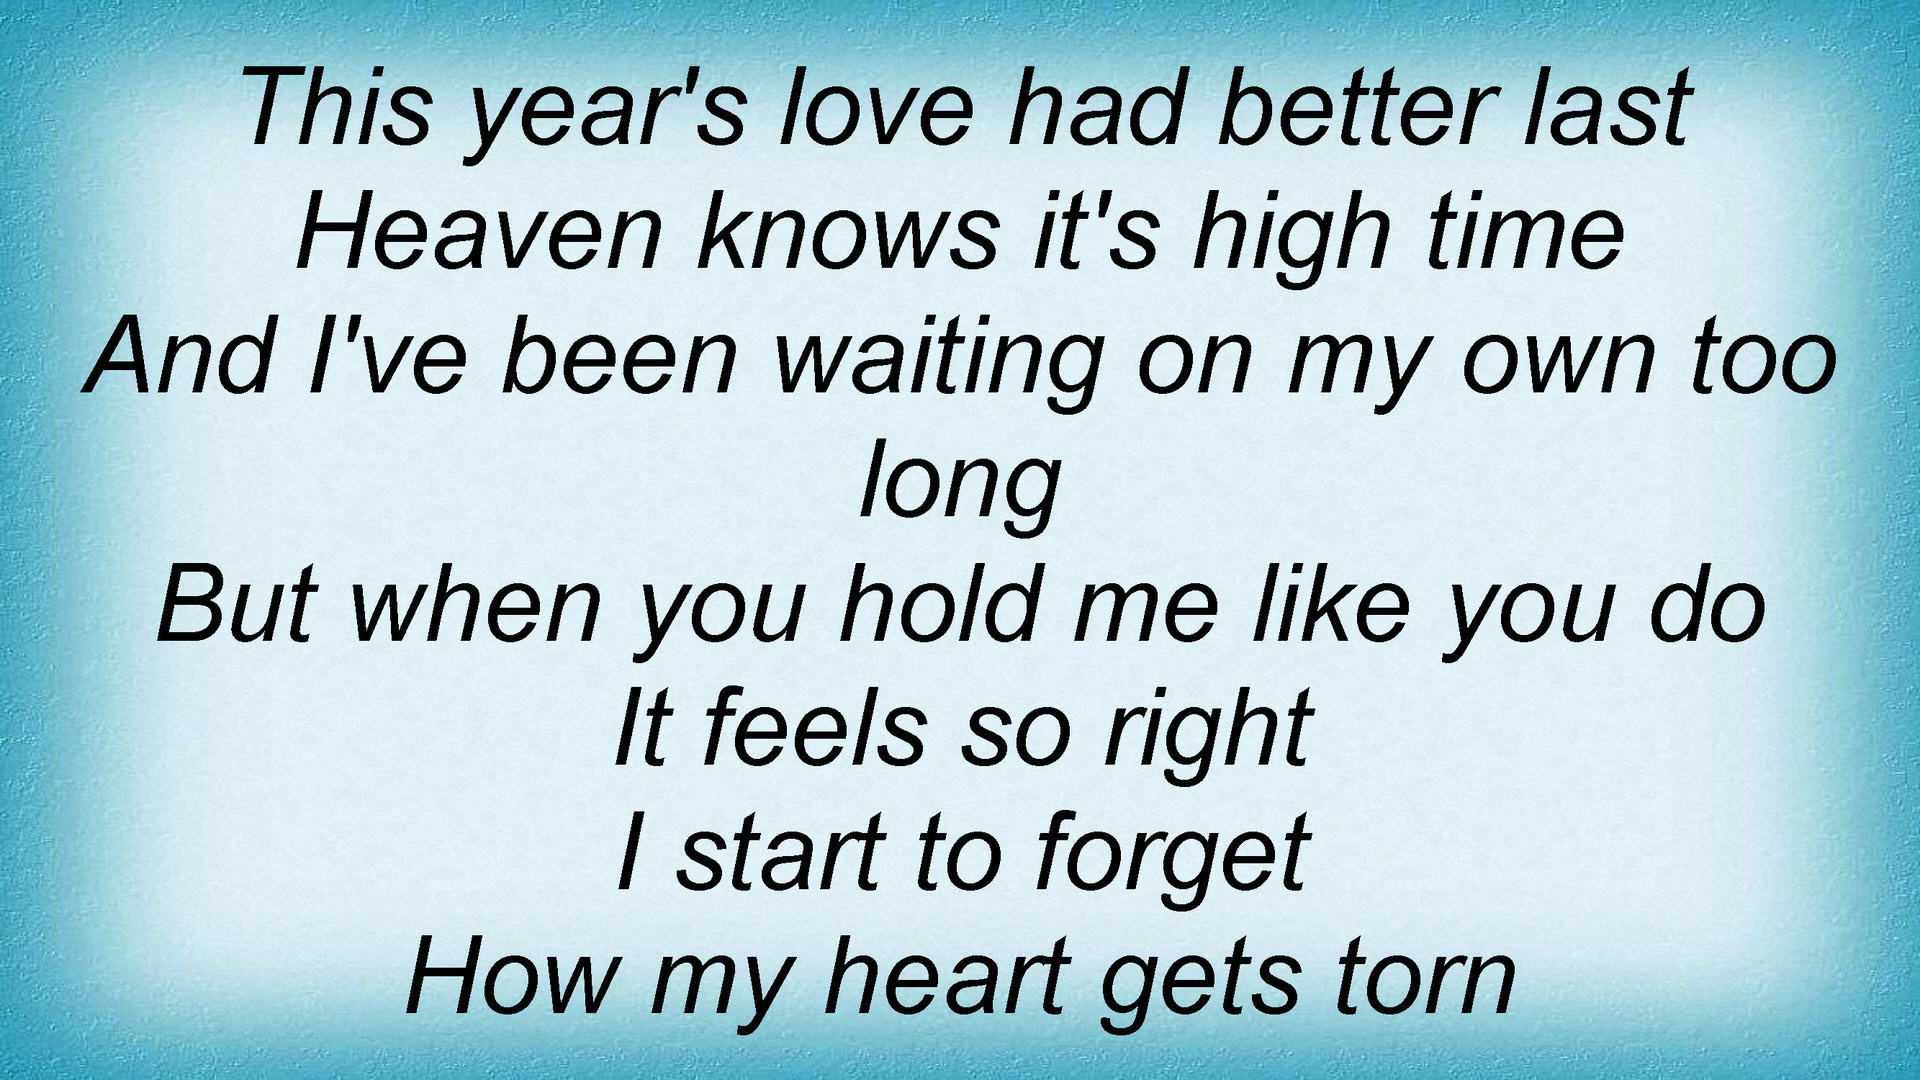 This year's love had better last
Heaven knows it's high time
And I've been waiting on my own too
long
But when you hold me like you do
It feels so right
I start to forget
How my heart gets torn